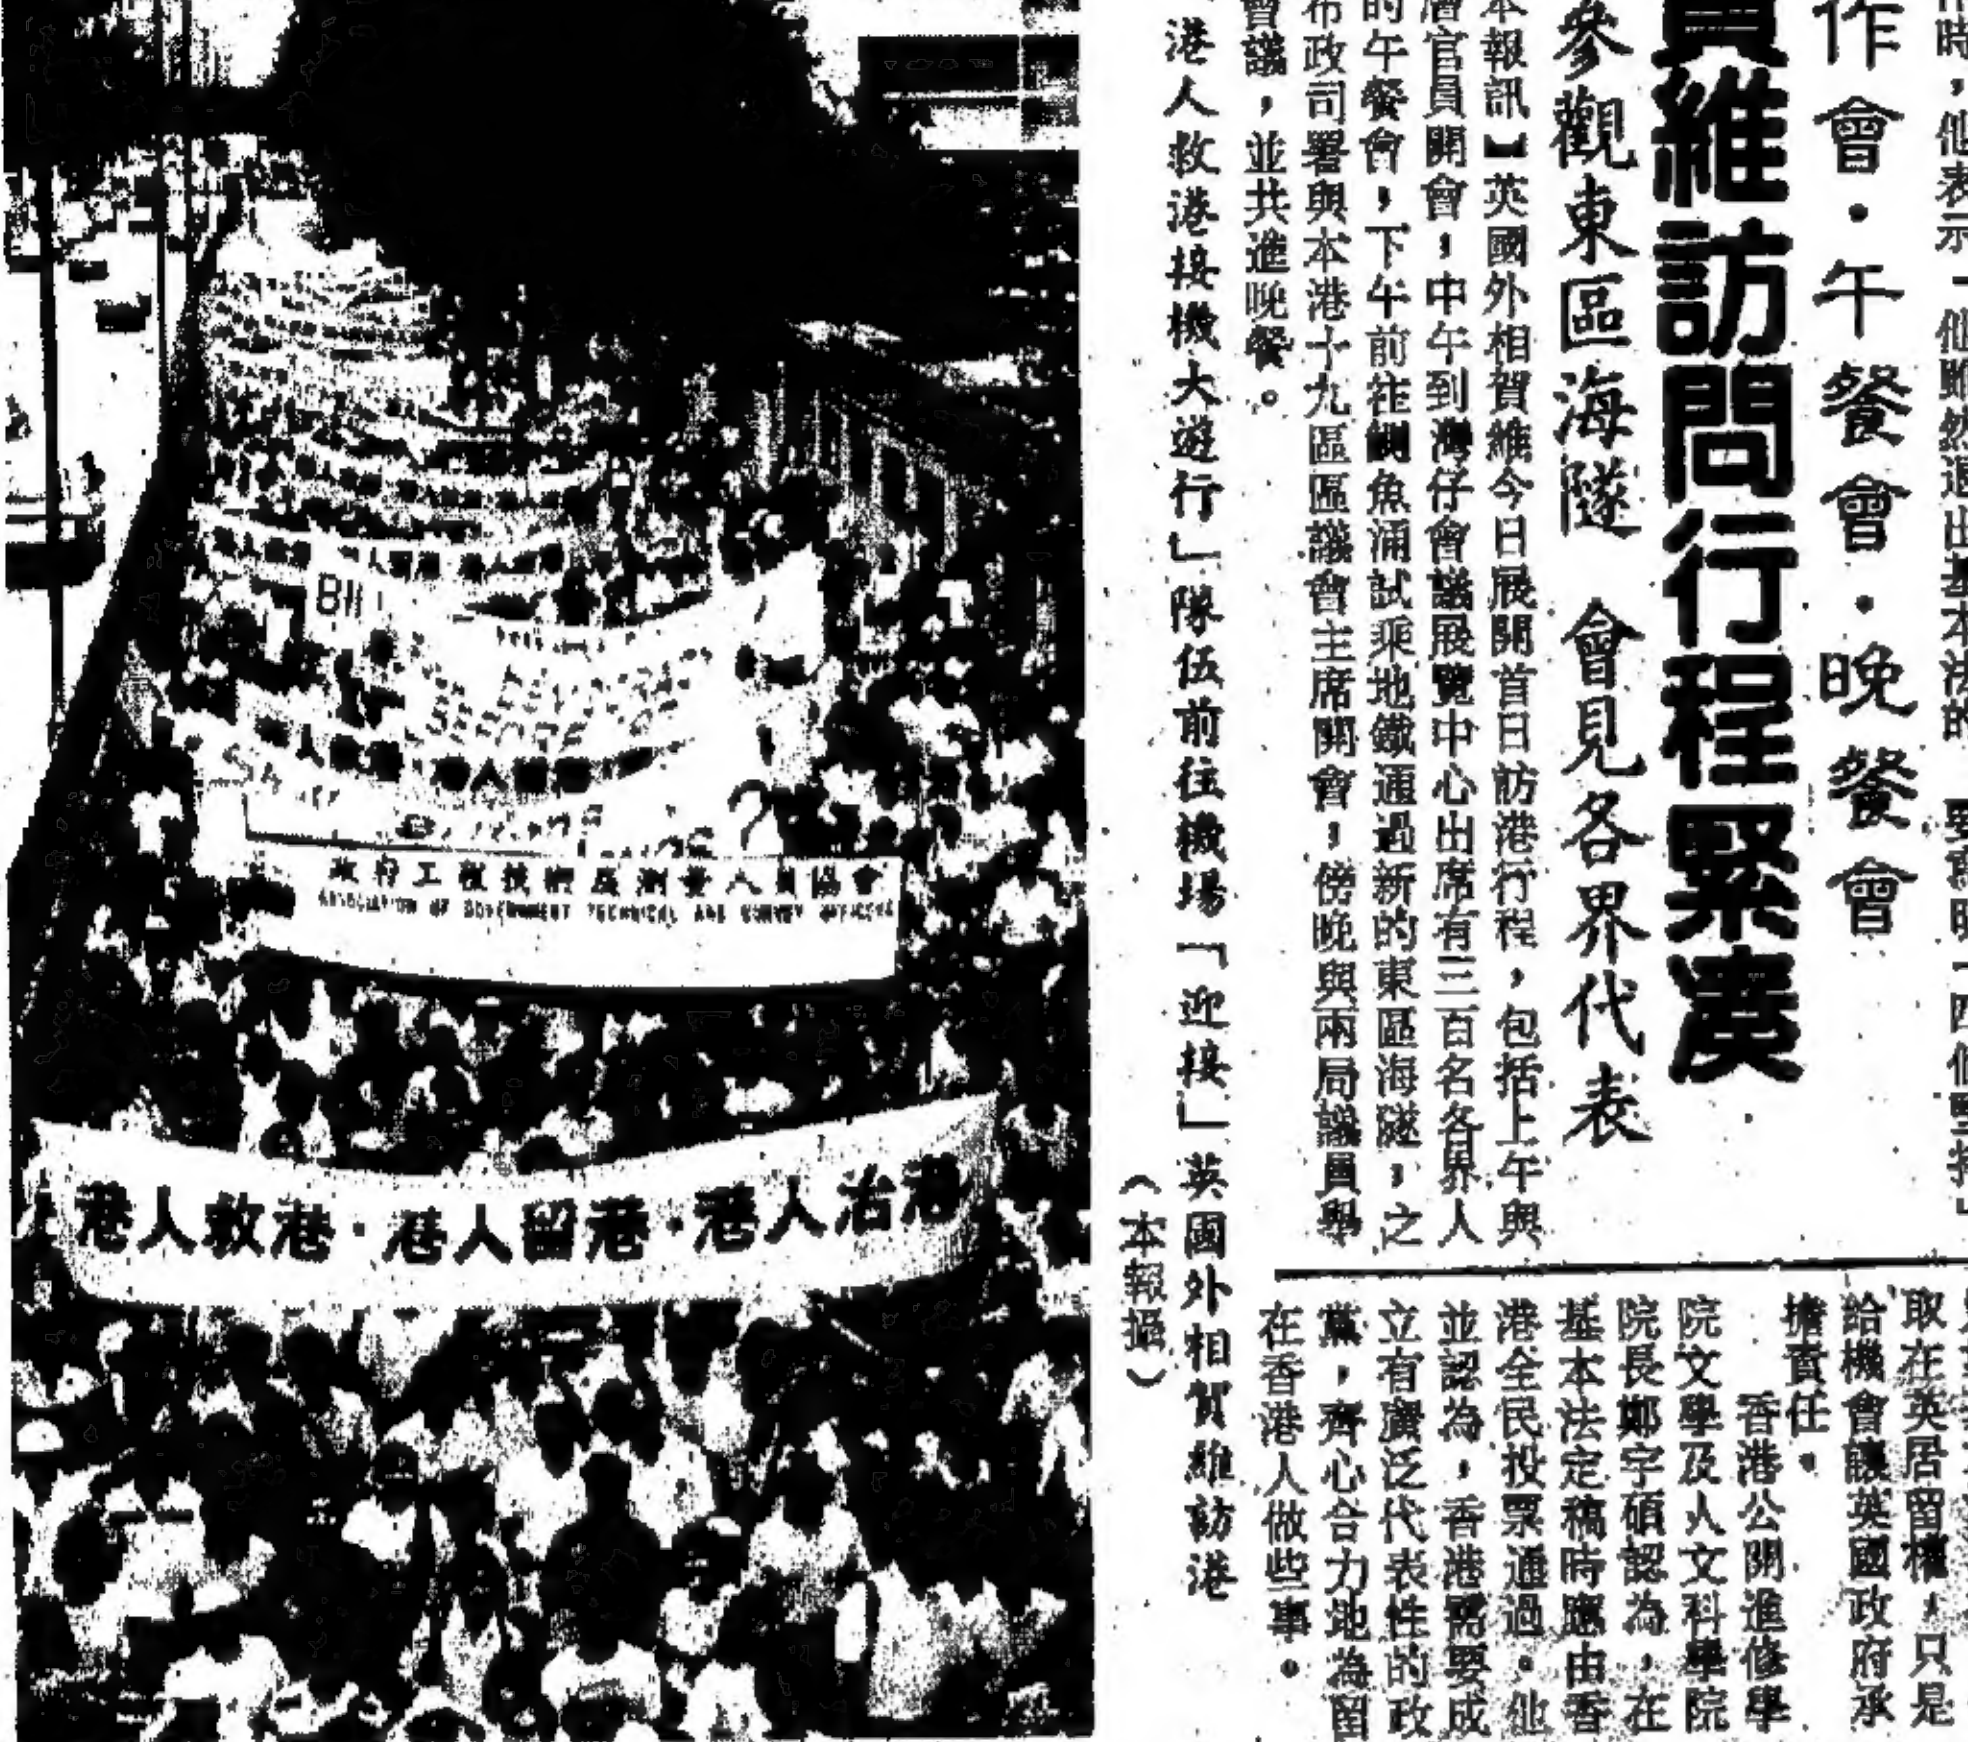 作會・午餐會・晚餐會
賀維訪問行程緊湊
參觀東區海隧　會見各界代表
本報訊】英國外相賀維今日展開首日訪港行程，包括上午與
層官員開會，中午到灣仔會議展覽中心出席有三百名各界人
的午餐會，下午前往鰂魚涌試乘地鐵通過新的東區海隧，之
布政司署與本港十九區區議會主席開會，傍晚與兩局議員舉
會議，並共進晚餐。
港人救港接機大遊行」隊伍前往機場「迎接」英國外相賀維訪港
（本報攝）
取在英居留權，只是
給機會讓英國政府承
擔責任。
香港公開進修學
院文學及人文科學院
院長鄭宇碩認為，在
基本法定稿時應由香
港全民投票通過。他
並認為，香港需要成
立有廣泛代表性的政
黨，齊心合力地為留
在香港人做些事。
政府工程技術及測量人員協會
ASSOCIATION OF GOVERNMENT TECHNICAL AND SURVEY OFFICERS
港人救港・港人留港・港人治港